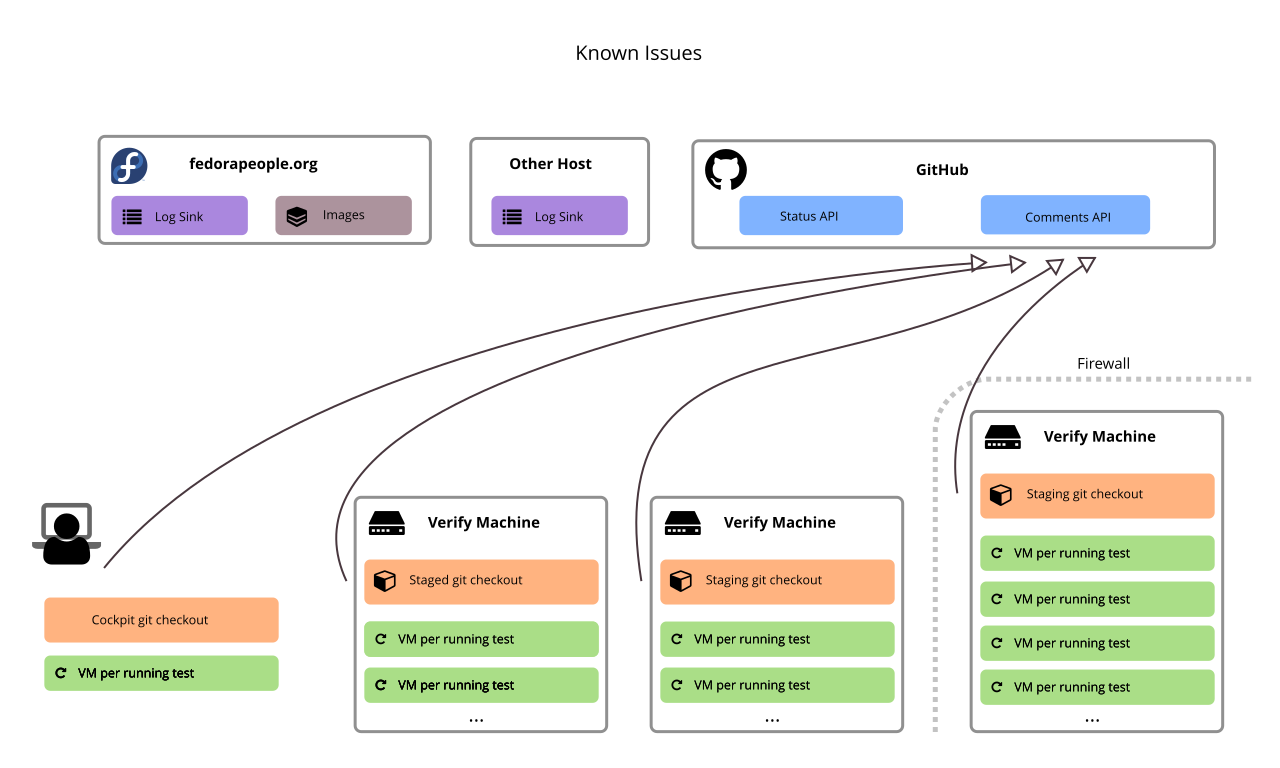 Known Issues
fedorapeople.org
Log Sink
Images
Other Host
Log Sink
GitHub
Status API
Comments API
Firewall
Cockpit git checkout
VM per running test
Verify Machine
Staged git checkout
VM per running test
VM per running test
...
Verify Machine
Staging git checkout
VM per running test
VM per running test
...
Verify Machine
Staging git checkout
VM per running test
VM per running test
VM per running test
VM per running test
...